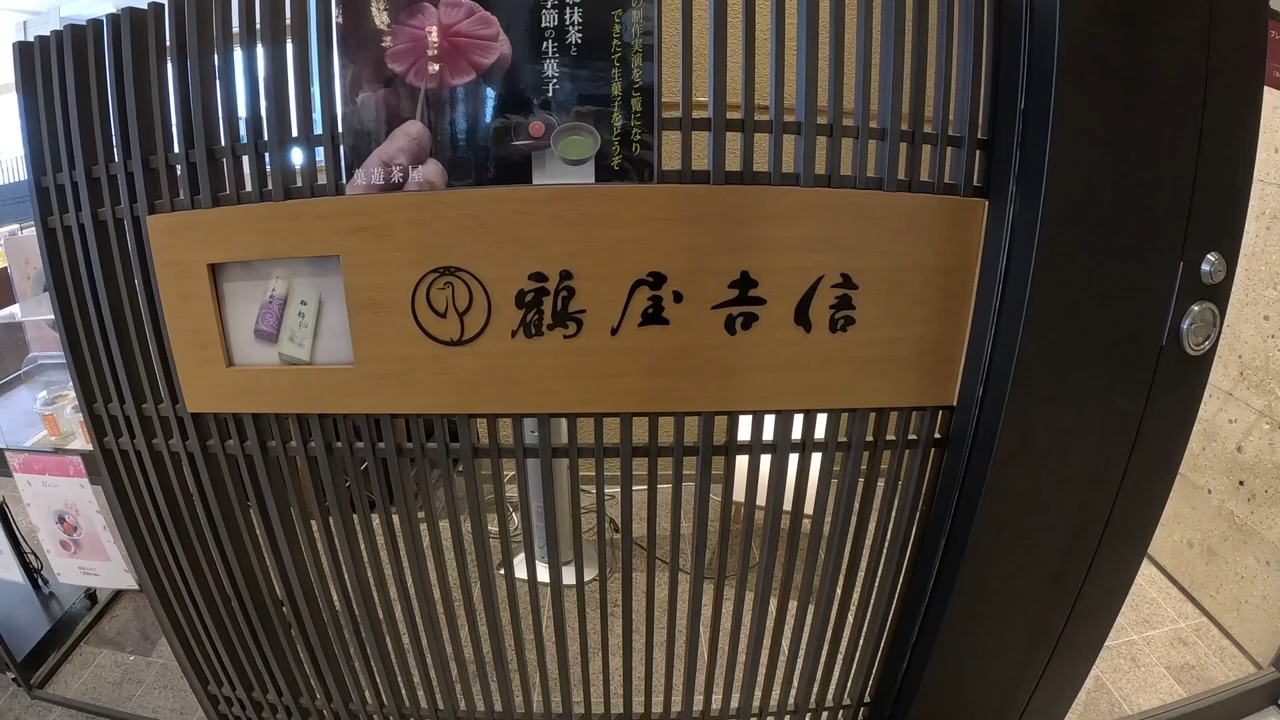 の制作実演をご覧になり
できたて生菓子をどうぞ
お抹茶と
季節の生菓子
菓遊茶屋
鶴屋吉信